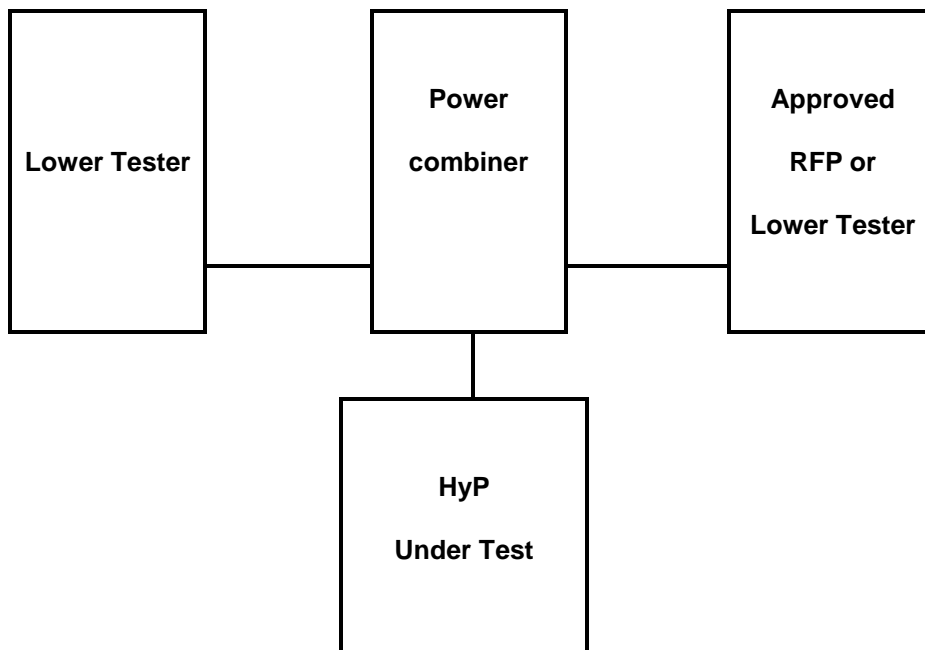 Lower Tester
Power
combiner
Approved
RFP or
Lower Tester
HyP
Under Test